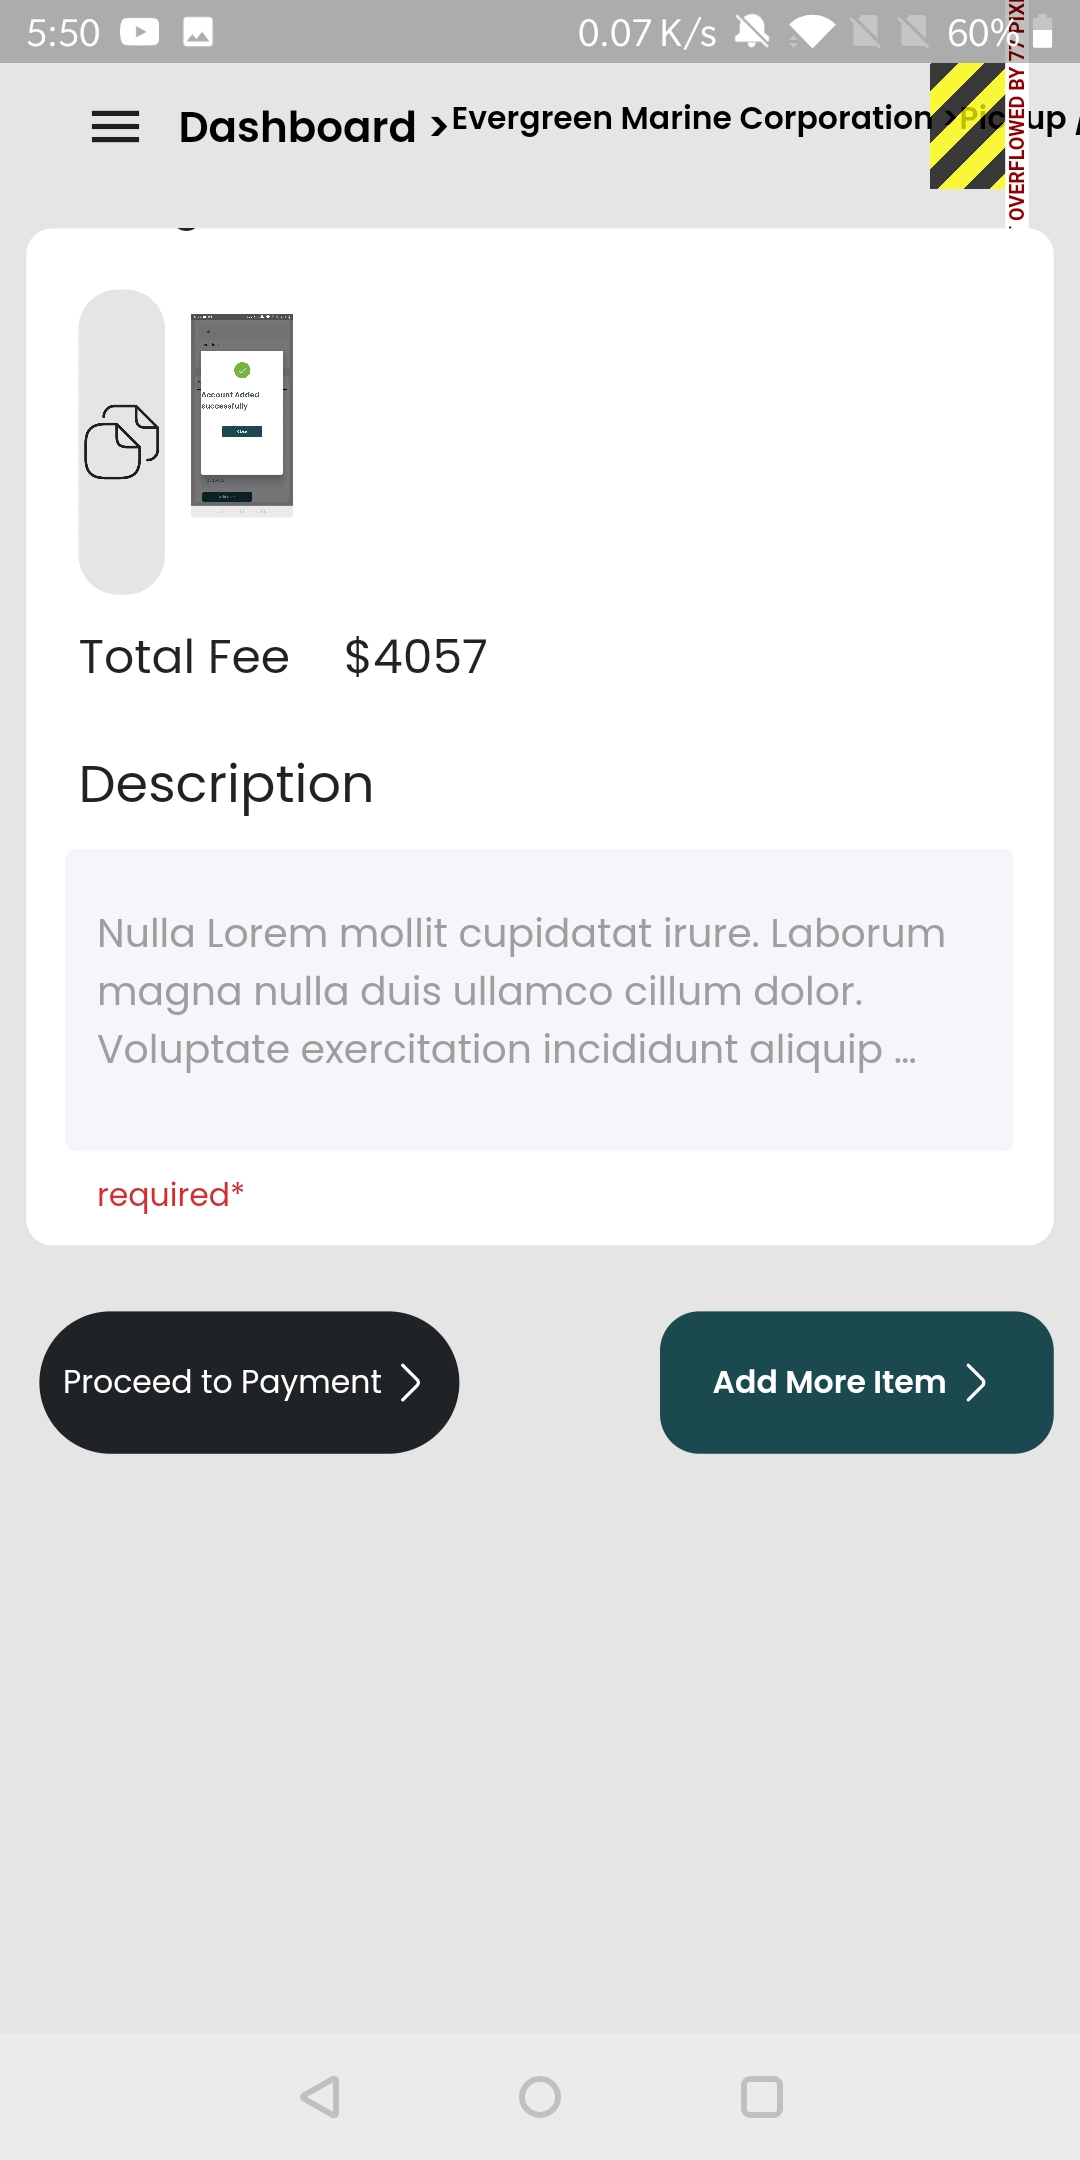 5:50 0.07 K/s 60%
Dashboard > Evergreen Marine Corporation > Pickup
OVERFLOWED BY 77 PIX
Account Added
successfully
Close
Total Fee $4057
Description
Nulla Lorem mollit cupidatat irure. Laborum
magna nulla duis ullamco cillum dolor.
Voluptate exercitation incididunt aliquip ...
required*
Proceed to Payment
Add More Item